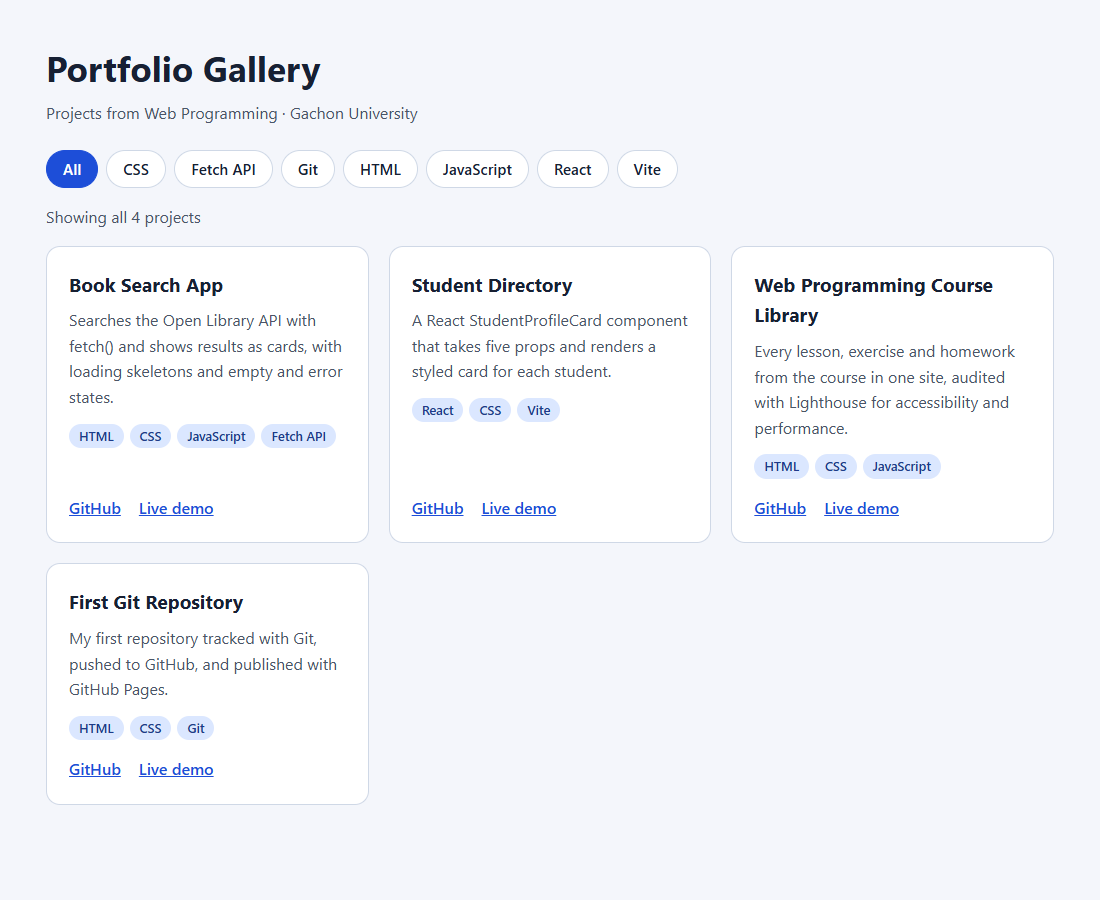 Portfolio Gallery
Projects from Web Programming · Gachon University
All CSS Fetch API Git HTML JavaScript React Vite
Showing all 4 projects
Book Search App
Searches the Open Library API with
fetch() and shows results as cards, with
loading skeletons and empty and error
states.
HTML CSS JavaScript Fetch API
GitHub Live demo
Student Directory
A React StudentProfileCard component
that takes five props and renders a
styled card for each student.
React CSS Vite
GitHub Live demo
Web Programming Course
Library
Every lesson, exercise and homework
from the course in one site, audited
with Lighthouse for accessibility and
performance.
HTML CSS JavaScript
GitHub Live demo
First Git Repository
My first repository tracked with Git,
pushed to GitHub, and published with
GitHub Pages.
HTML CSS Git
GitHub Live demo